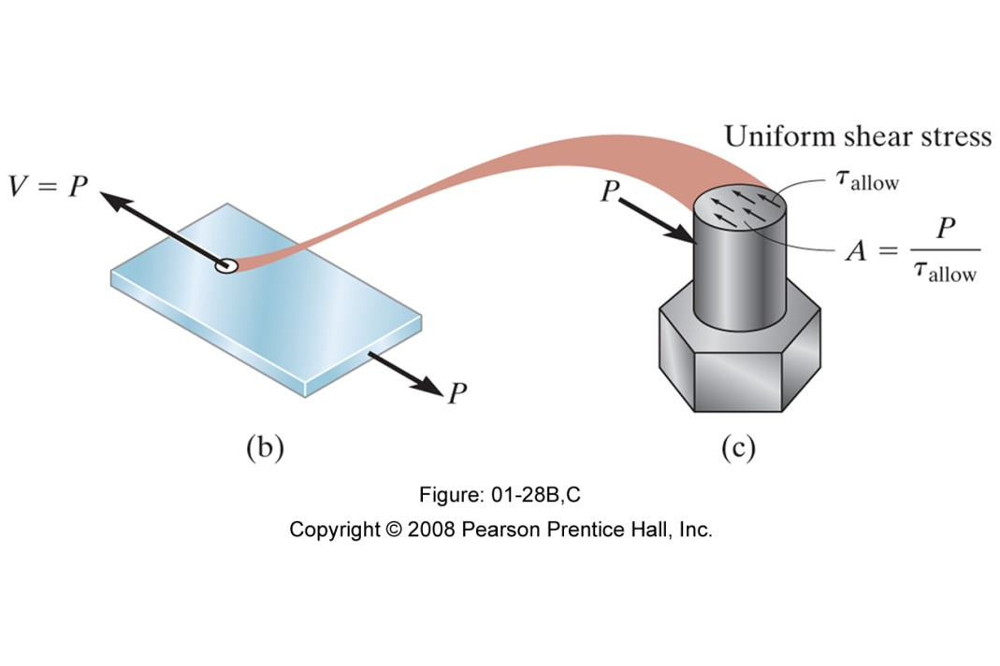 Uniform shear stress
V = P
P
τallow
A = P / τallow
P
(b)
(c)
Figure: 01-28B,C
Copyright © 2008 Pearson Prentice Hall, Inc.